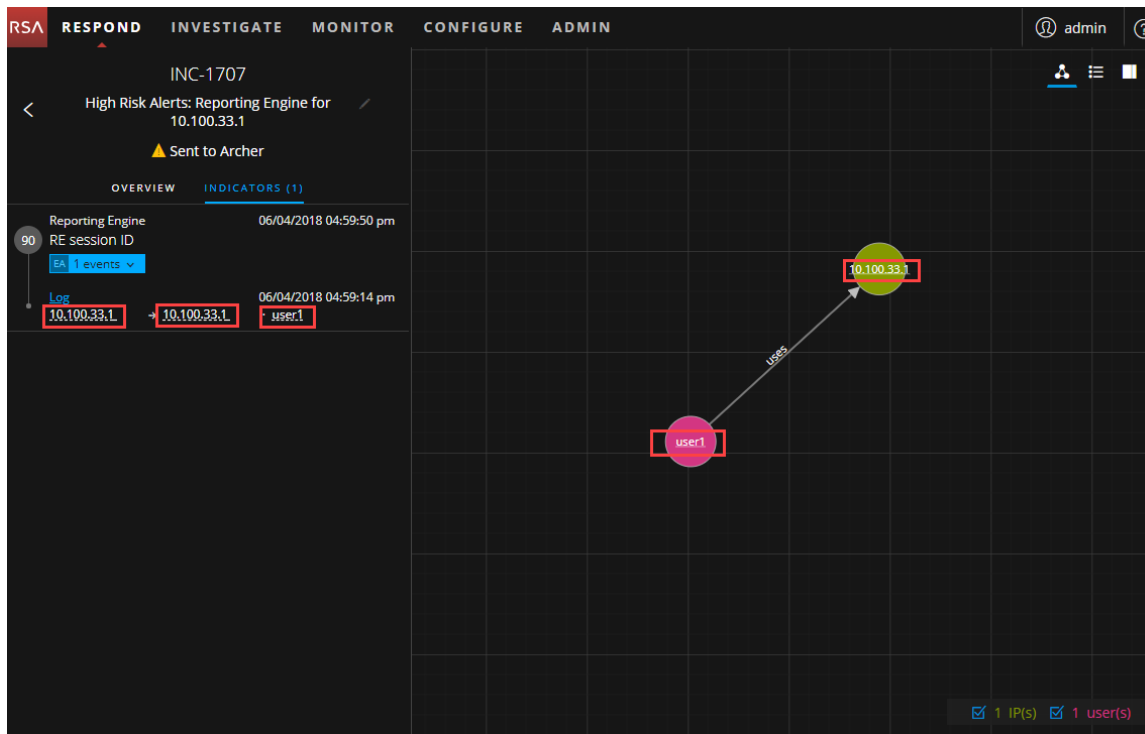 RSA RESPOND INVESTIGATE MONITOR CONFIGURE ADMIN admin ?
INC-1707
High Risk Alerts: Reporting Engine for
10.100.33.1
Sent to Archer
OVERVIEW INDICATORS (1)
Reporting Engine 06/04/2018 04:59:50 pm
90 RE session ID
EA 1 events
Log 06/04/2018 04:59:14 pm
10.100.33.1 → 10.100.33.1 user1
10.100.33.1
uses
user1
1 IP(s) 1 user(s)